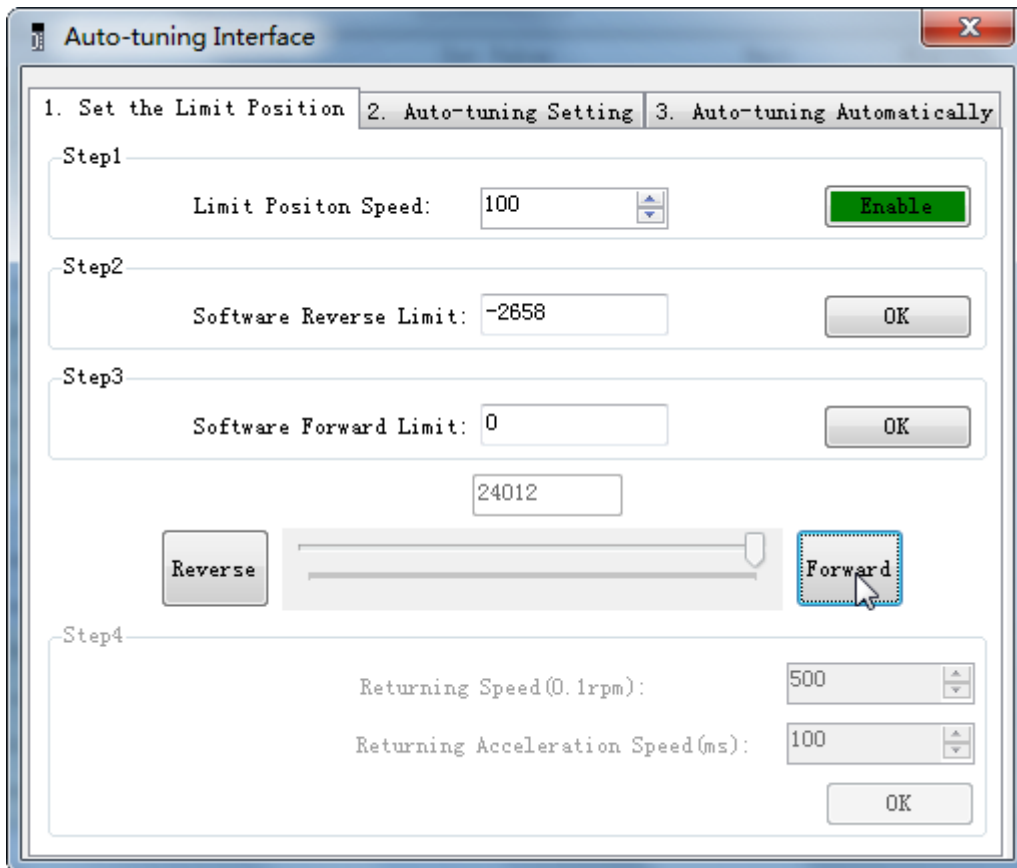 Auto-tuning Interface
1. Set the Limit Position 2. Auto-tuning Setting 3. Auto-tuning Automatically
Step1
Limit Positon Speed: 100 Enable
Step2
Software Reverse Limit: -2658 OK
Step3
Software Forward Limit: 0 OK
24012
Reverse Forward
Step4
Returning Speed(0.1rpm): 500
Returning Acceleration Speed(ms): 100
OK